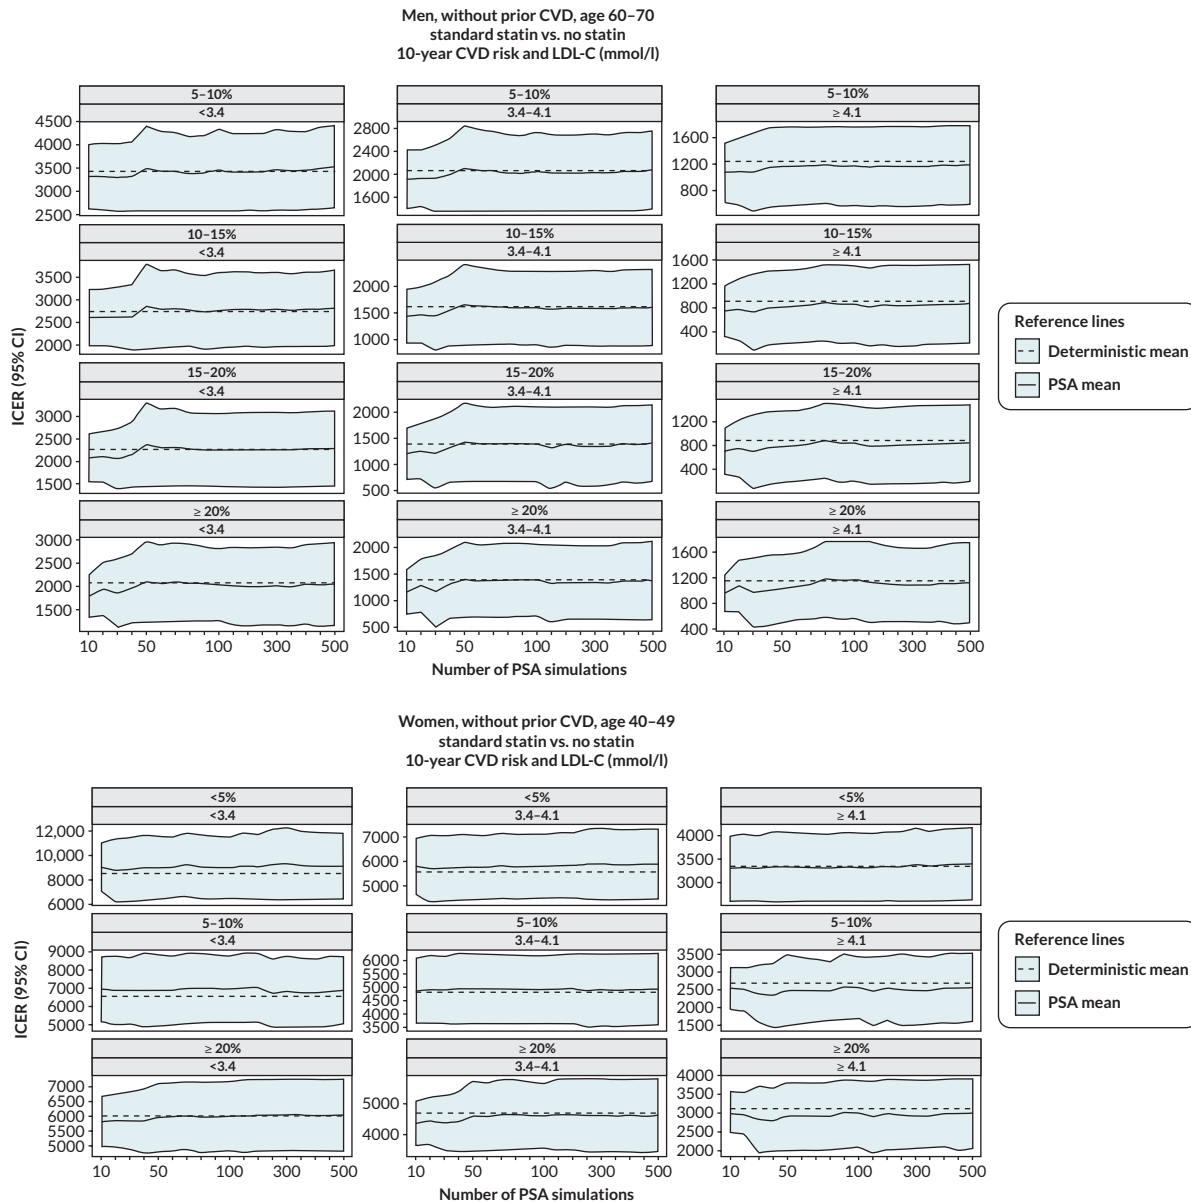 Men, without prior CVD, age 60–70
standard statin vs. no statin
10-year CVD risk and LDL-C (mmol/l)
5–10% 5–10% 5–10%
<3.4 3.4–4.1 ≥ 4.1
4500 4000 3500 3000 2500
2800 2400 2000 1600
1600 1200 800
10–15% 10–15% 10–15%
<3.4 3.4–4.1 ≥ 4.1
3500 3000 2500 2000
2000 1500 1000
1600 1200 800 400
15–20% 15–20% 15–20%
<3.4 3.4–4.1 ≥ 4.1
3000 2500 2000 1500
2000 1500 1000 500
1200 800 400
≥ 20% ≥ 20% ≥ 20%
<3.4 3.4–4.1 ≥ 4.1
3000 2500 2000 1500
2000 1500 1000 500
1600 1200 800 400
10 50 100 300 500 10 50 100 300 500 10 50 100 300 500
ICER (95% CI)
Number of PSA simulations
Reference lines
Deterministic mean
PSA mean
Women, without prior CVD, age 40–49
standard statin vs. no statin
10-year CVD risk and LDL-C (mmol/l)
<5% <5% <5%
<3.4 3.4–4.1 ≥ 4.1
12,000 10,000 8000 6000
7000 6000 5000
4000 3500 3000
5–10% 5–10% 5–10%
<3.4 3.4–4.1 ≥ 4.1
9000 8000 7000 6000 5000
6000 5500 5000 4500 4000 3500
3500 3000 2500 2000 1500
≥ 20% ≥ 20% ≥ 20%
<3.4 3.4–4.1 ≥ 4.1
7000 6500 6000 5500 5000
5000 4000
4000 3500 3000 2500 2000
10 50 100 300 500 10 50 100 300 500 10 50 100 300 500
ICER (95% CI)
Number of PSA simulations
Reference lines
Deterministic mean
PSA mean